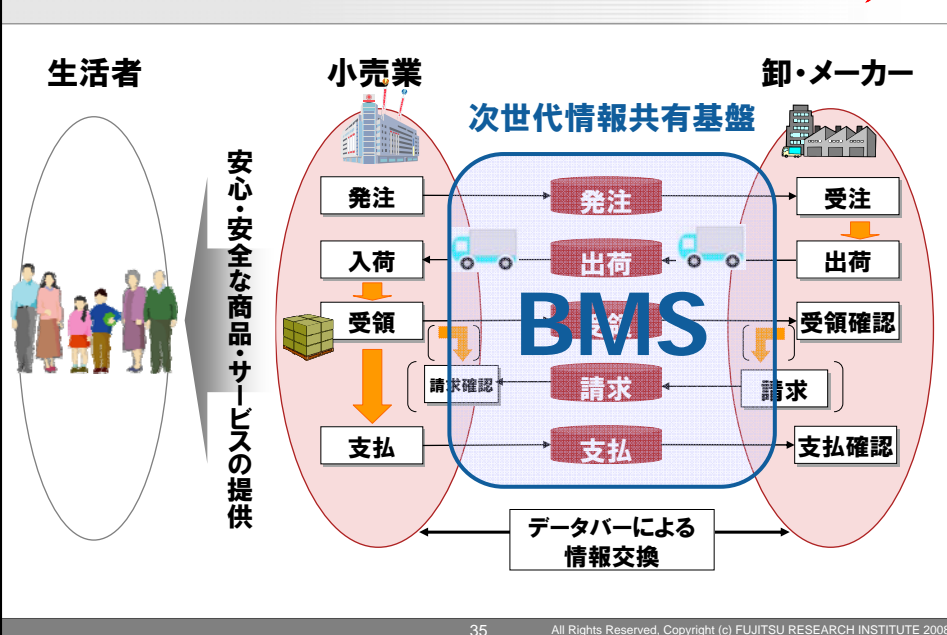 生活者
小売業
卸・メーカー
次世代情報共有基盤
安心・安全な商品・サービスの提供
発注
発注
受注
入荷
出荷
出荷
受領
受領
受領確認
BMS
請求確認
請求
請求
支払
支払
支払確認
データバーによる
情報交換
35
All Rights Reserved, Copyright (c) FUJITSU RESEARCH INSTITUTE 2008